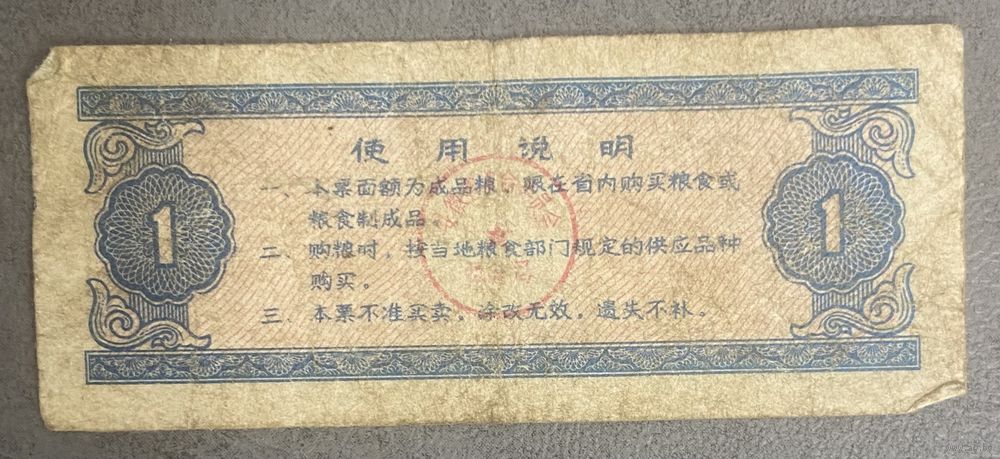 使用说明
1
1
一、本票面额为成品粮，限在省内购买粮食或
粮食制成品。
二、购粮时，按当地粮食部门规定的供应品种
购买。
三、本票不准买卖，涂改无效，遗失不补。